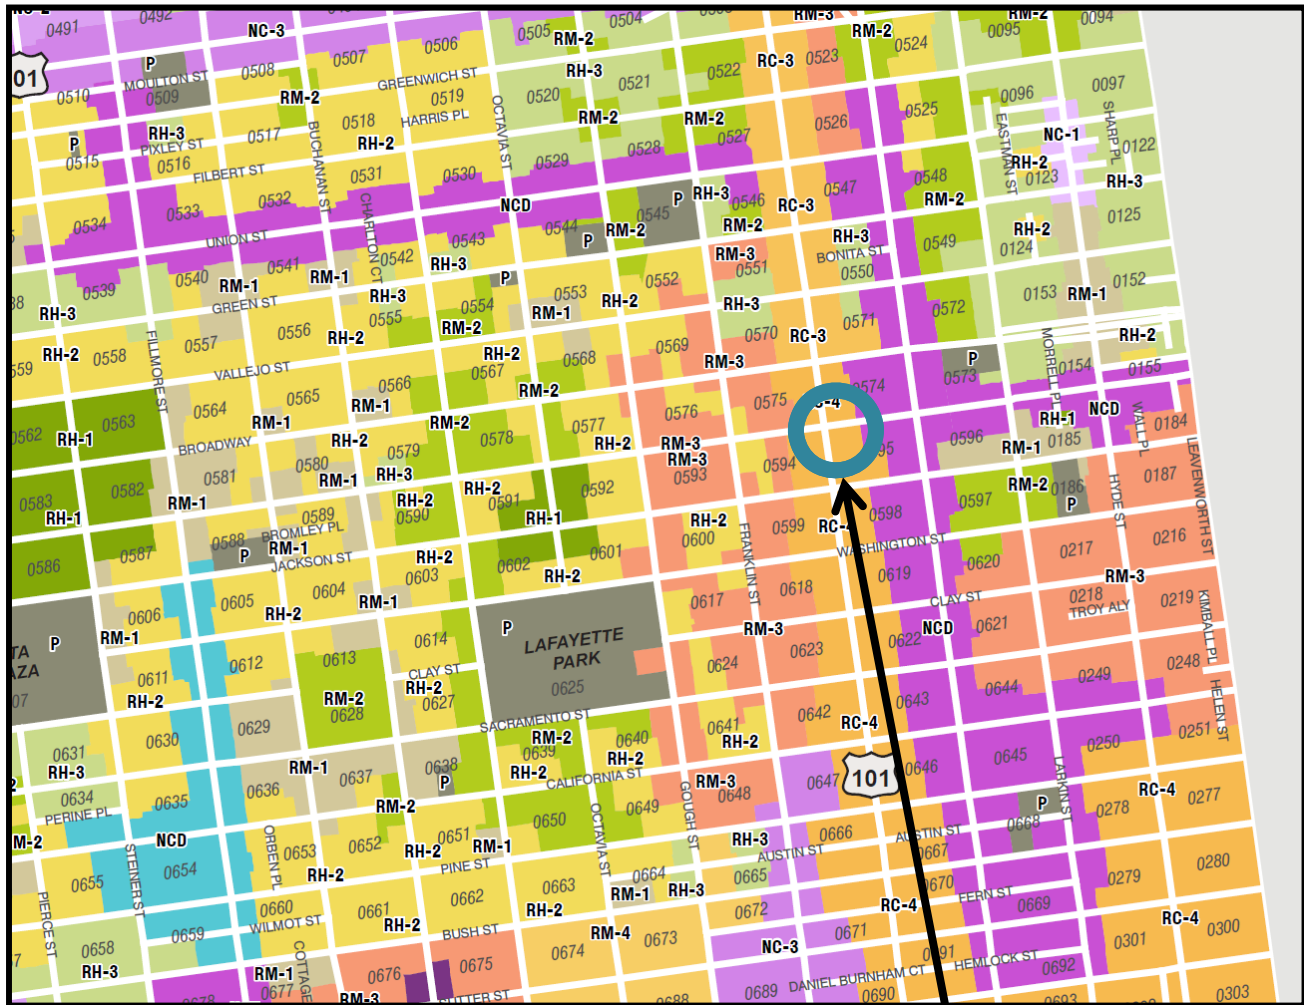 0491
0492
NC-3
0504
0505
RM-3
RM-2
0094
0095
RM-2
RM-2
0524
0506
0507
0508
RC-3
0523
01
P
MOULTON ST
0509
0510
RM-2
GREENWICH ST
0519
HARRIS PL
0518
RH-3
0521
0522
0520
RM-2
RM-2
0526
0525
0096
0097
EASTMAN ST
NC-1
SHARP PL
0122
RH-3
PIXLEY ST
0516
0515
P
0517
BUCHANAN ST
RH-2
OCTAVIA ST
0527
0528
0529
FILBERT ST
0531
0530
0532
0533
0534
CHARLTON CT
NCD
0545
P
RH-3
0546
RM-2
RC-3
0547
0548
RM-2
RH-2
0123
RH-3
0125
RH-2
0124
UNION ST
0544
RM-2
P
0543
0542
0541
0540
RM-1
RM-1
RH-3
P
RM-3
0551
RH-3
BONITA ST
0550
0549
0539
RH-3
GREEN ST
RH-3
0555
0554
0553
RM-1
RH-2
0552
RH-3
0572
0153
RM-1
0152
0571
RC-3
0570
RH-2
RM-2
0556
RH-2
0557
0558
RH-2
FILLMORE ST
0569
RM-3
0568
RH-2
0567
VALLEJO ST
0566
0565
0564
RM-1
RM-1
RM-2
RM-2
0574
0573
P
MORRELL PL
0154
0155
0575
0576
0577
0578
RH-2
RM-3
RM-3
RH-1
0185
NCD
WALL PL
0184
0596
RM-1
LEAVENWORTH ST
0563
0562
RH-1
BROADWAY
RH-2
0579
0580
0581
RM-1
RH-3
RH-2
0593
0594
0592
0591
RH-2
0590
RH-1
0582
0583
RH-1
RM-1
0589
0588
BROMLEY PL
RM-1
P
JACKSON ST
0587
0586
0597
RM-2
0186
P
HYDE ST
0187
0598
0599
WASHINGTON ST
RH-2
0600
FRANKLIN ST
0601
0602
RH-2
RH-2
0603
0604
RM-1
0605
RH-2
0606
RM-1
0620
0217
0216
RM-3
0218
TROY ALY
0219
KIMBALL PL
0619
0618
0617
CLAY ST
0621
0622
NCD
RM-3
0623
0624
P
LAFAYETTE
PARK
0625
0614
CLAY ST
RH-2
0627
0613
RM-2
0628
0612
0611
RH-2
P
0248
HELEN ST
0249
0644
0643
0642
RC-4
0641
RH-2
0640
SACRAMENTO ST
RM-2
0639
RH-2
RH-2
CALIFORNIA ST
0629
0630
0631
RH-3
0638
P
0637
RM-1
0636
0635
0634
PERINE PL
0251
0250
0645
0646
101
0647
0648
RM-3
GOUGH ST
0649
OCTAVIA ST
0650
RM-2
0651
RM-1
LARKIN ST
P
0668
0278
RC-4
0277
0666
AUSTIN ST
0667
RH-3
AUSTIN ST
0665
0664
RM-1
RH-3
RH-2
0652
0653
ORBEN PL
RH-2
PINE ST
NCD
0654
STEINER ST
0655
PIERCE ST
0280
0279
0670
FERN ST
0669
RC-4
0672
0663
RH-2
0662
0661
0660
RH-2
WILMOT ST
BUSH ST
0659
0658
RH-3
RC-4
0300
0301
0671
NC-3
RM-4
0673
0674
0675
0676
RM-3
COTTAGE
RM-1
0677
HEMLOCK ST
0692
DANIEL BURNHAM CT
0690
0689
0303